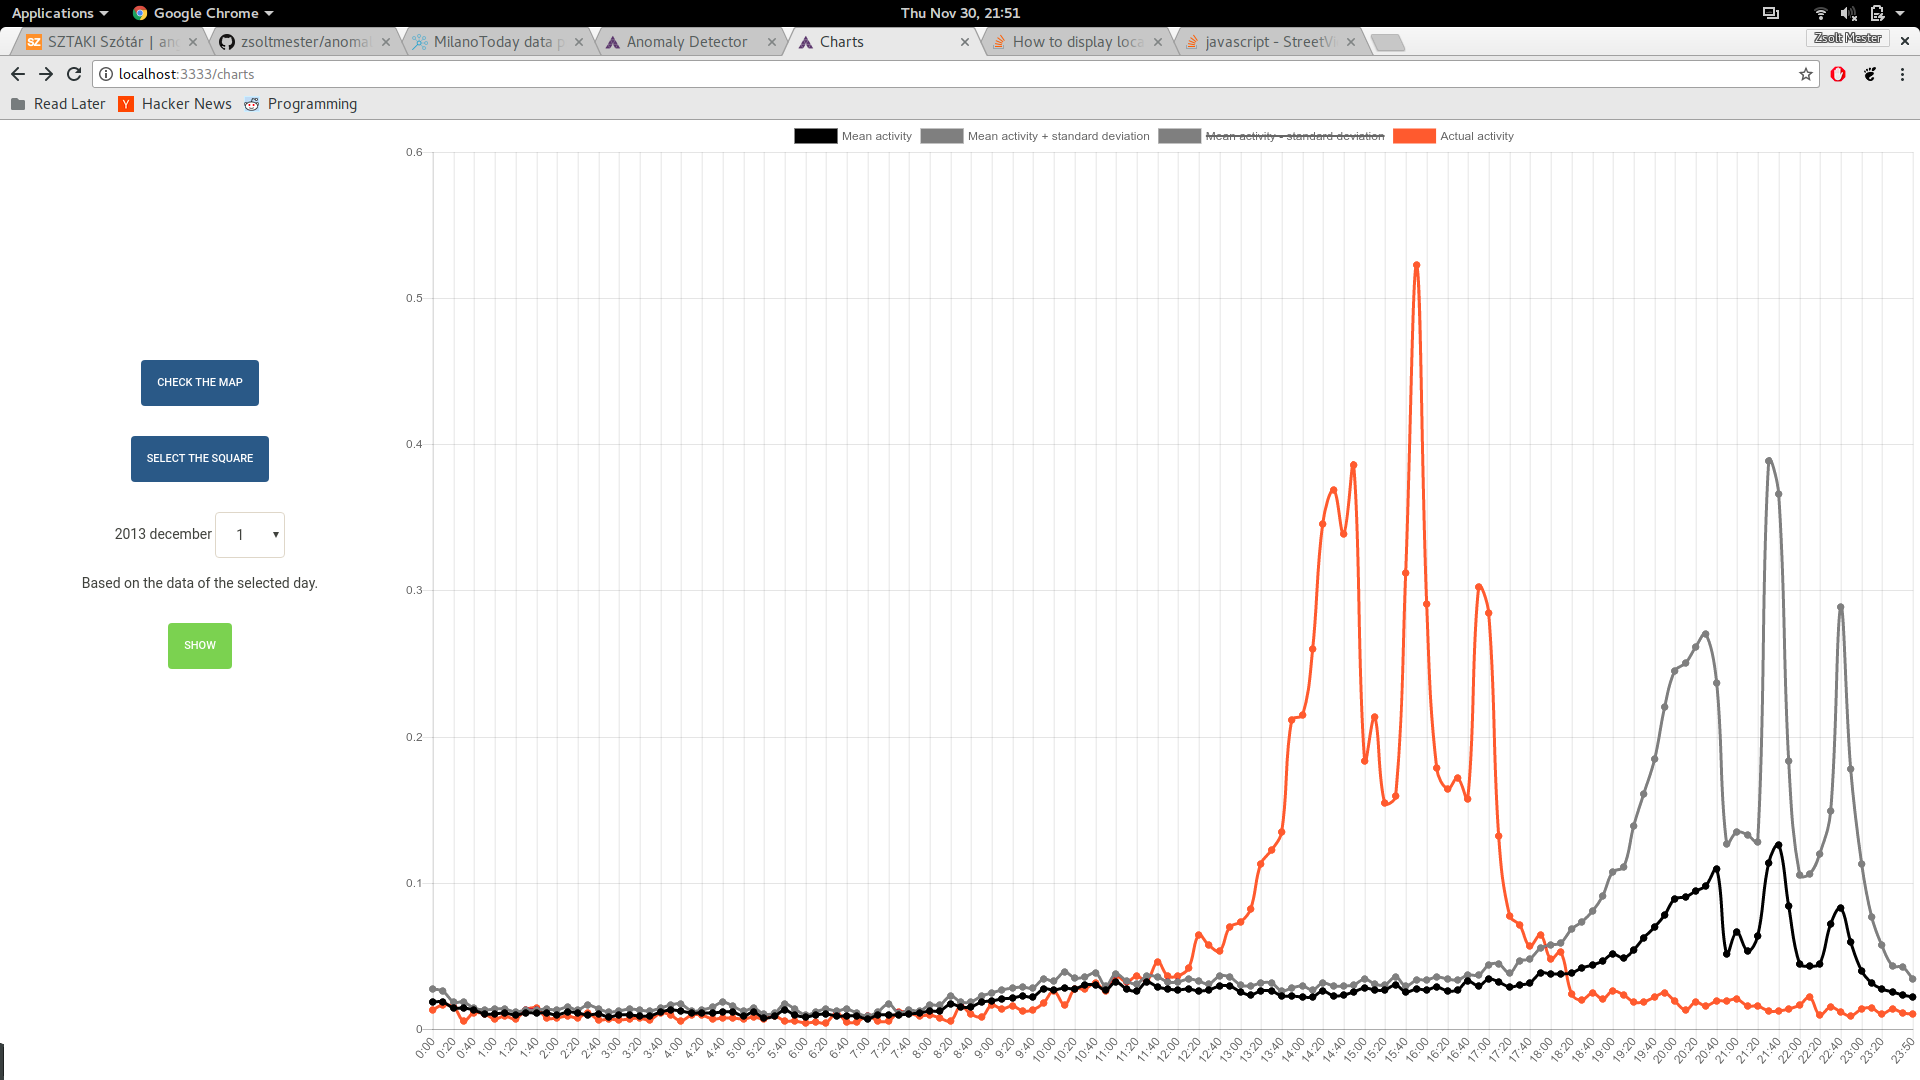 Applications Google Chrome Thu Nov 30, 21:51
SZTAKI Szótár | an zsoltmester/anoma MilanoToday data p Anomaly Detector Charts How to display loca javascript - StreetVi Zsolt Mester
localhost:3333/charts
Read Later Hacker News Programming
Mean activity Mean activity + standard deviation Mean activity - standard deviation Actual activity
CHECK THE MAP
SELECT THE SQUARE
2013 december 1
Based on the data of the selected day.
SHOW
0.6
0.5
0.4
0.3
0.2
0.1
0
0:00 0:20 0:40 1:00 1:20 1:40 2:00 2:20 2:40 3:00 3:20 3:40 4:00 4:20 4:40 5:00 5:20 5:40 6:00 6:20 6:40 7:00 7:20 7:40 8:00 8:20 8:40 9:00 9:20 9:40 10:00 10:20 10:40 11:00 11:20 11:40 12:00 12:20 12:40 13:00 13:20 13:40 14:00 14:20 14:40 15:00 15:20 15:40 16:00 16:20 16:40 17:00 17:20 17:40 18:00 18:20 18:40 19:00 19:20 19:40 20:00 20:20 20:40 21:00 21:20 21:40 22:00 22:20 22:40 23:00 23:20 23:50